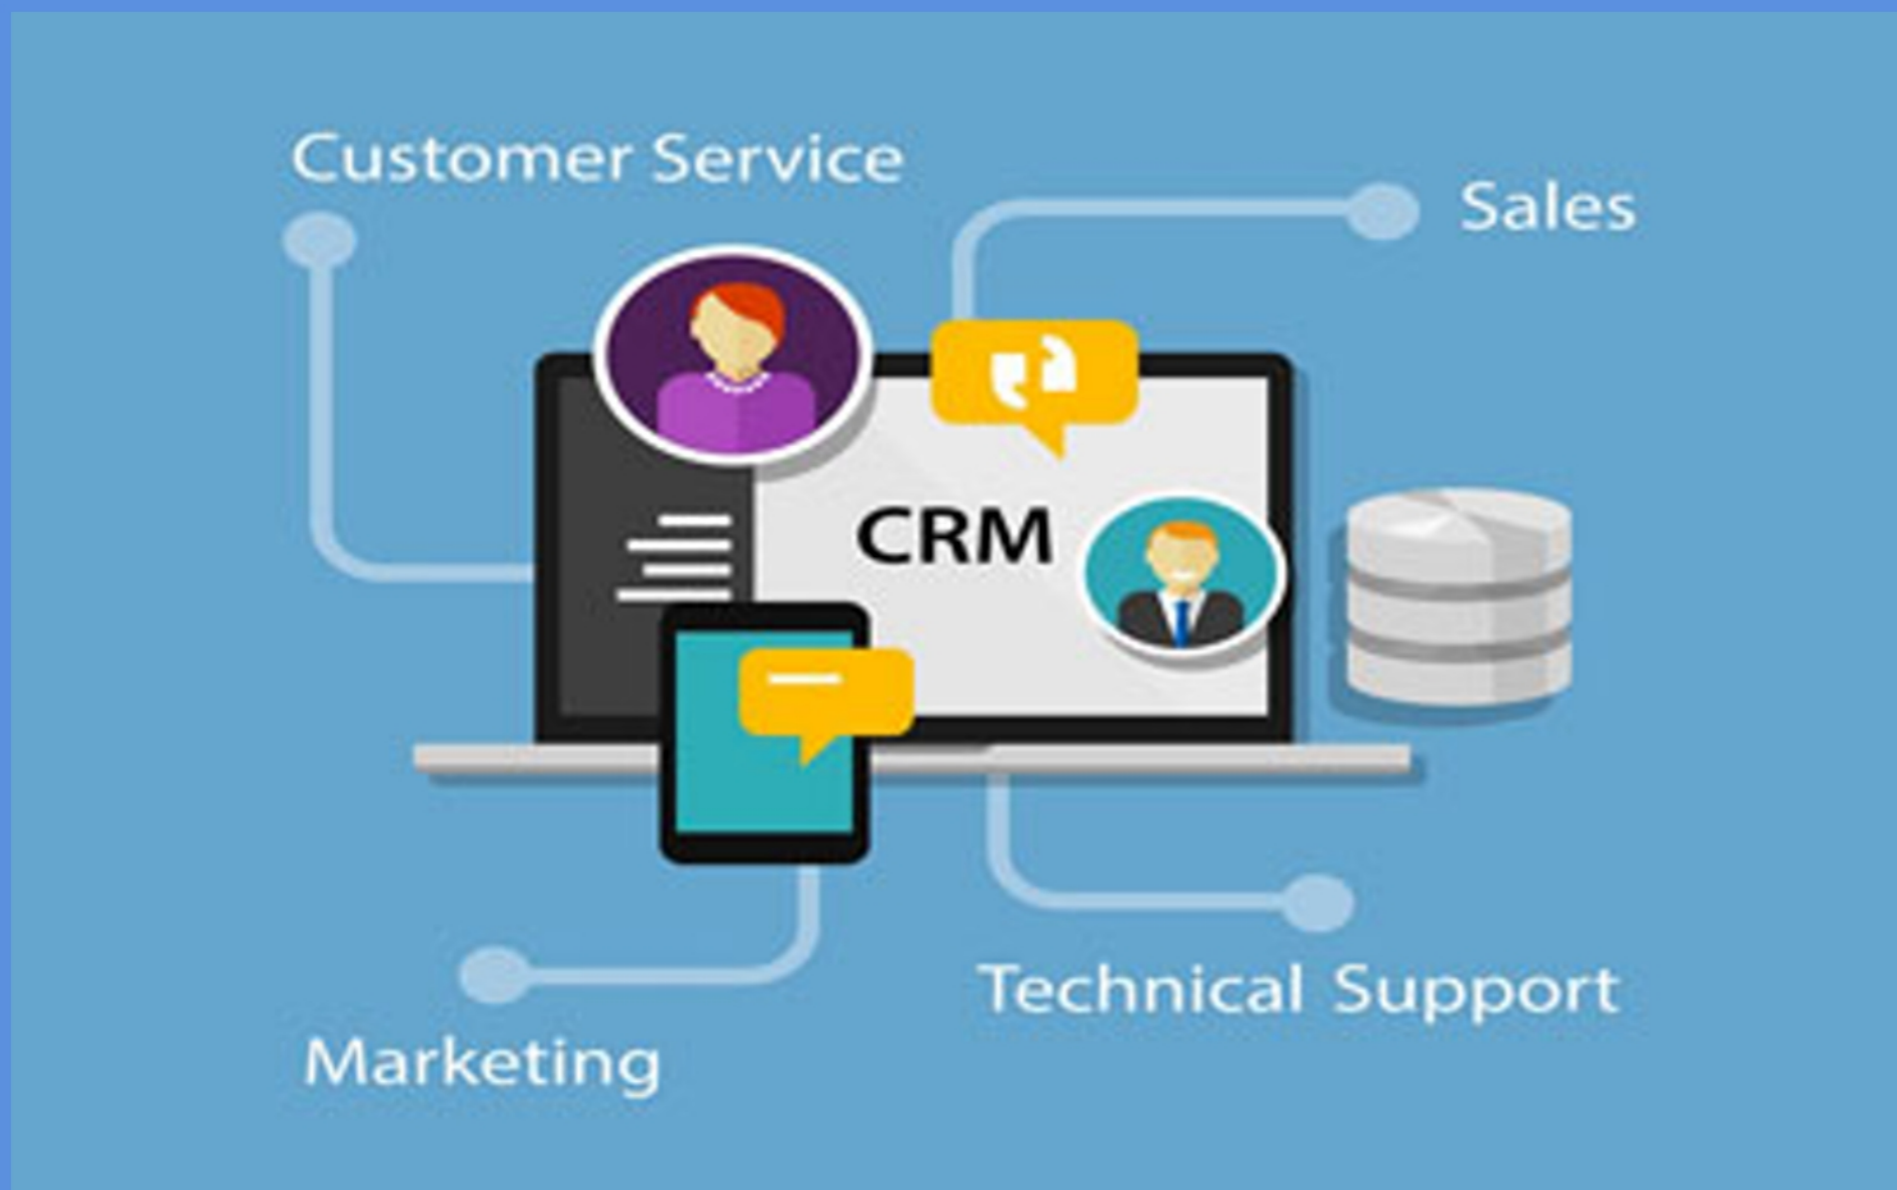 Customer Service
Sales
CRM
Technical Support
Marketing